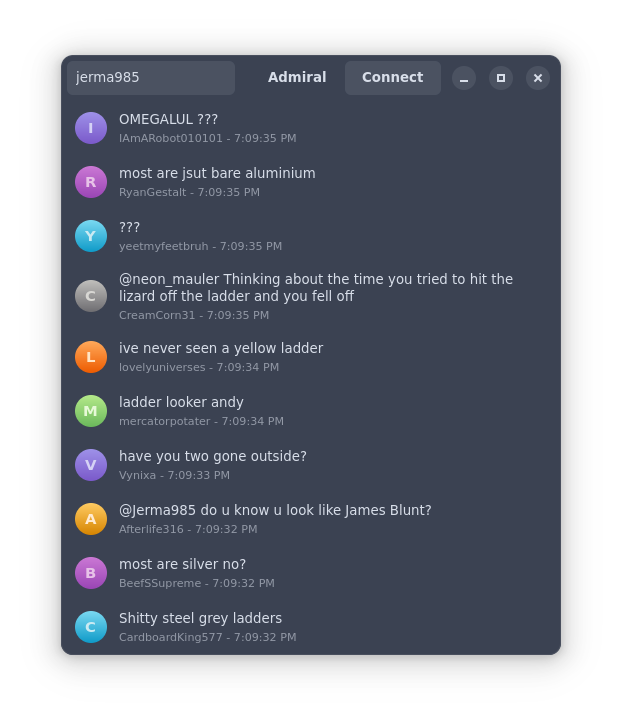 jerma985
Admiral
Connect
I
OMEGALUL ???
IAmARobot010101 - 7:09:35 PM
R
most are jsut bare aluminium
RyanGestalt - 7:09:35 PM
Y
???
yeetmyfeetbruh - 7:09:35 PM
C
@neon_mauler Thinking about the time you tried to hit the
lizard off the ladder and you fell off
CreamCorn31 - 7:09:35 PM
L
ive never seen a yellow ladder
lovelyuniverses - 7:09:34 PM
M
ladder looker andy
mercatorpotater - 7:09:34 PM
V
have you two gone outside?
Vynixa - 7:09:33 PM
A
@Jerma985 do u know u look like James Blunt?
Afterlife316 - 7:09:32 PM
B
most are silver no?
BeefSSupreme - 7:09:32 PM
C
Shitty steel grey ladders
CardboardKing577 - 7:09:32 PM